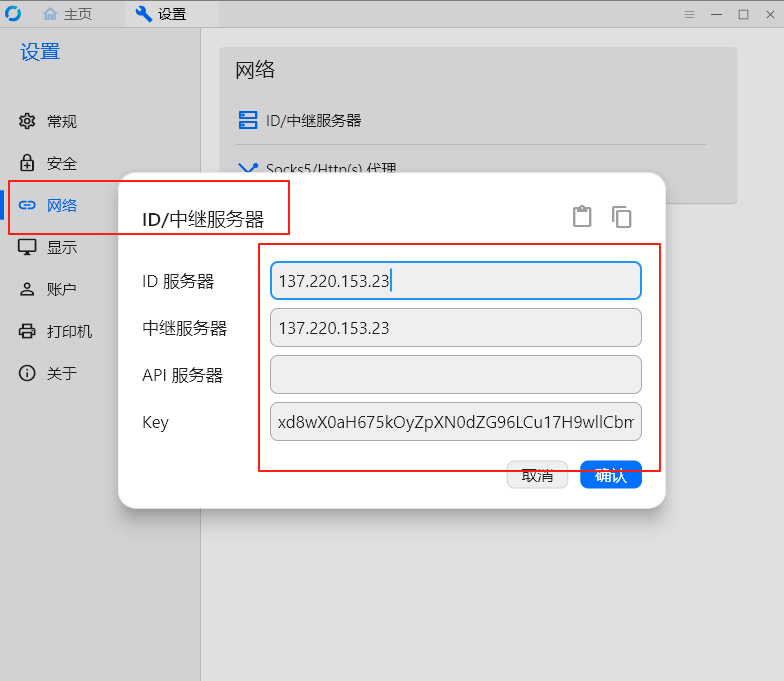 主页
设置
设置
常规
安全
网络
显示
账户
打印机
关于
网络
ID/中继服务器
Socks5/Http(s) 代理
ID/中继服务器
ID 服务器
137.220.153.23
中继服务器
137.220.153.23
API 服务器
Key
xd8wX0aH675kOyZpXN0dZG96LCu17H9wllCbm
取消
确认